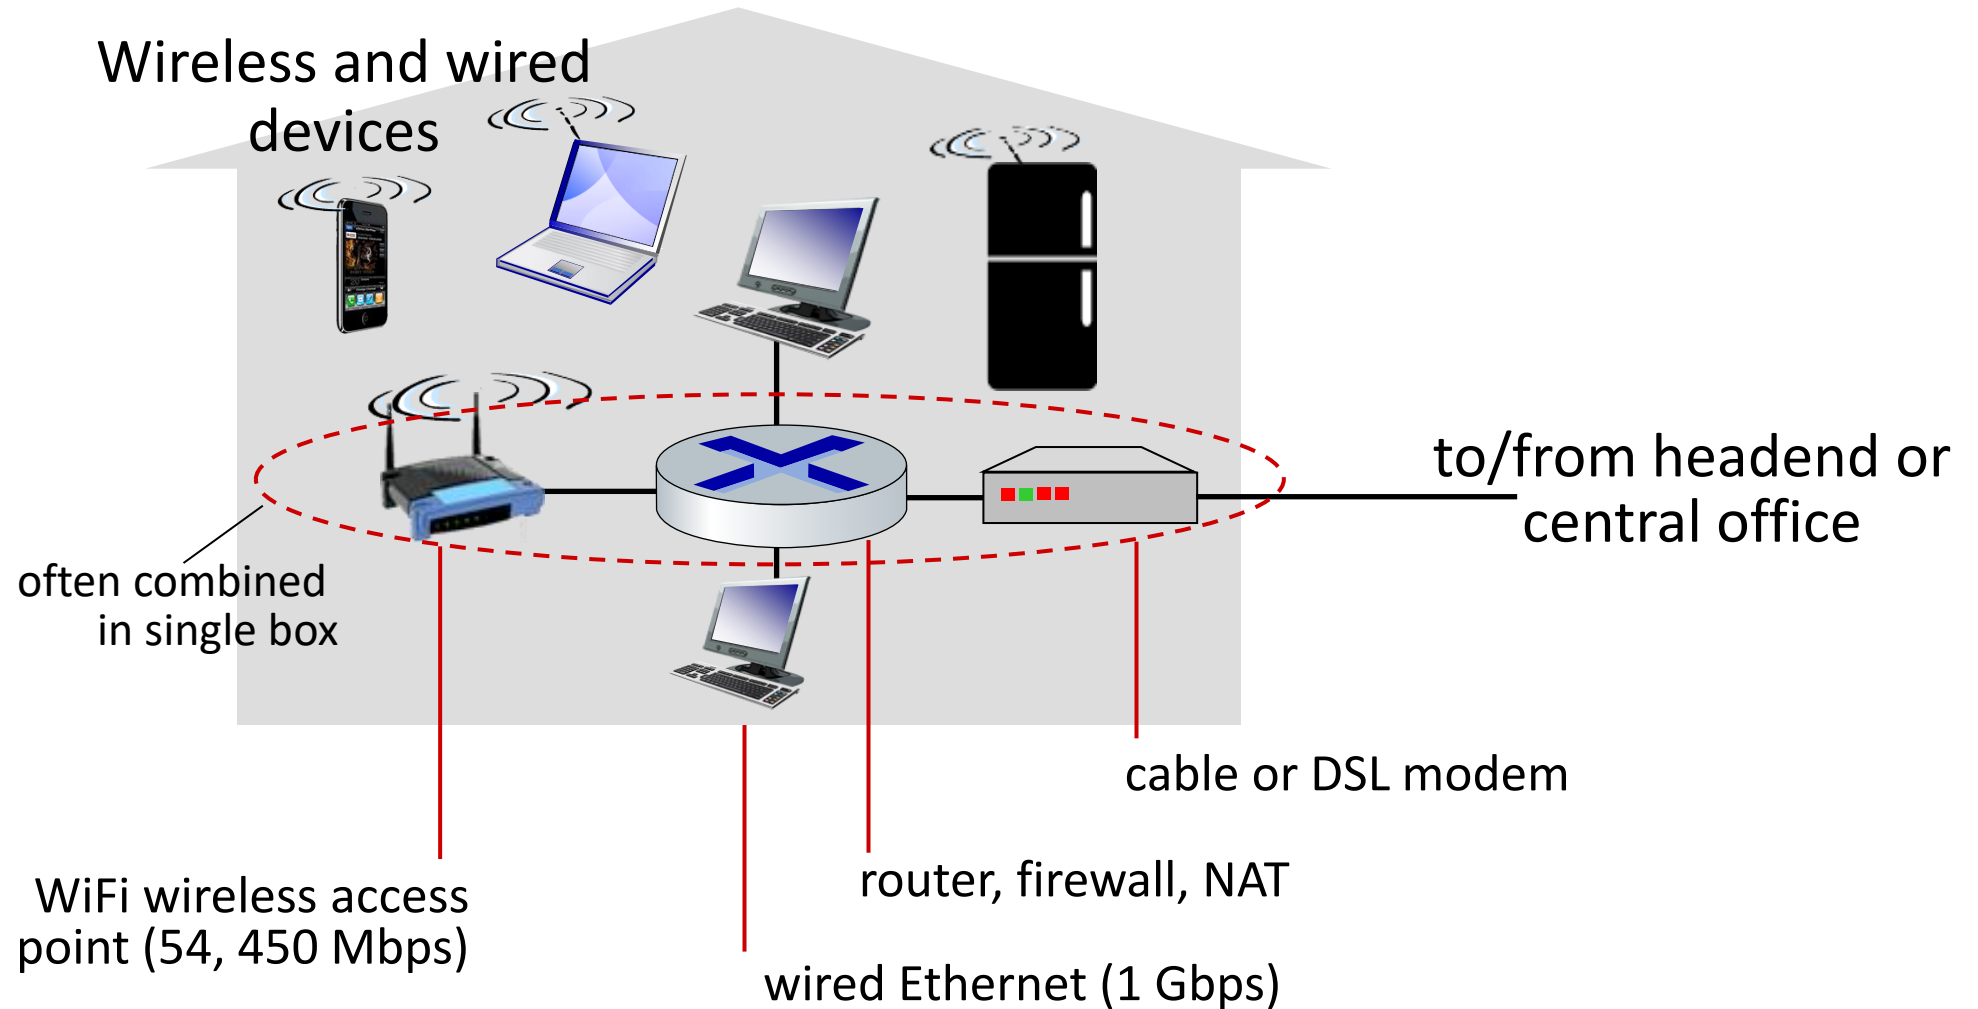 Wireless and wired
devices
to/from headend or
central office
often combined
in single box
cable or DSL modem
WiFi wireless access
point (54, 450 Mbps)
router, firewall, NAT
wired Ethernet (1 Gbps)